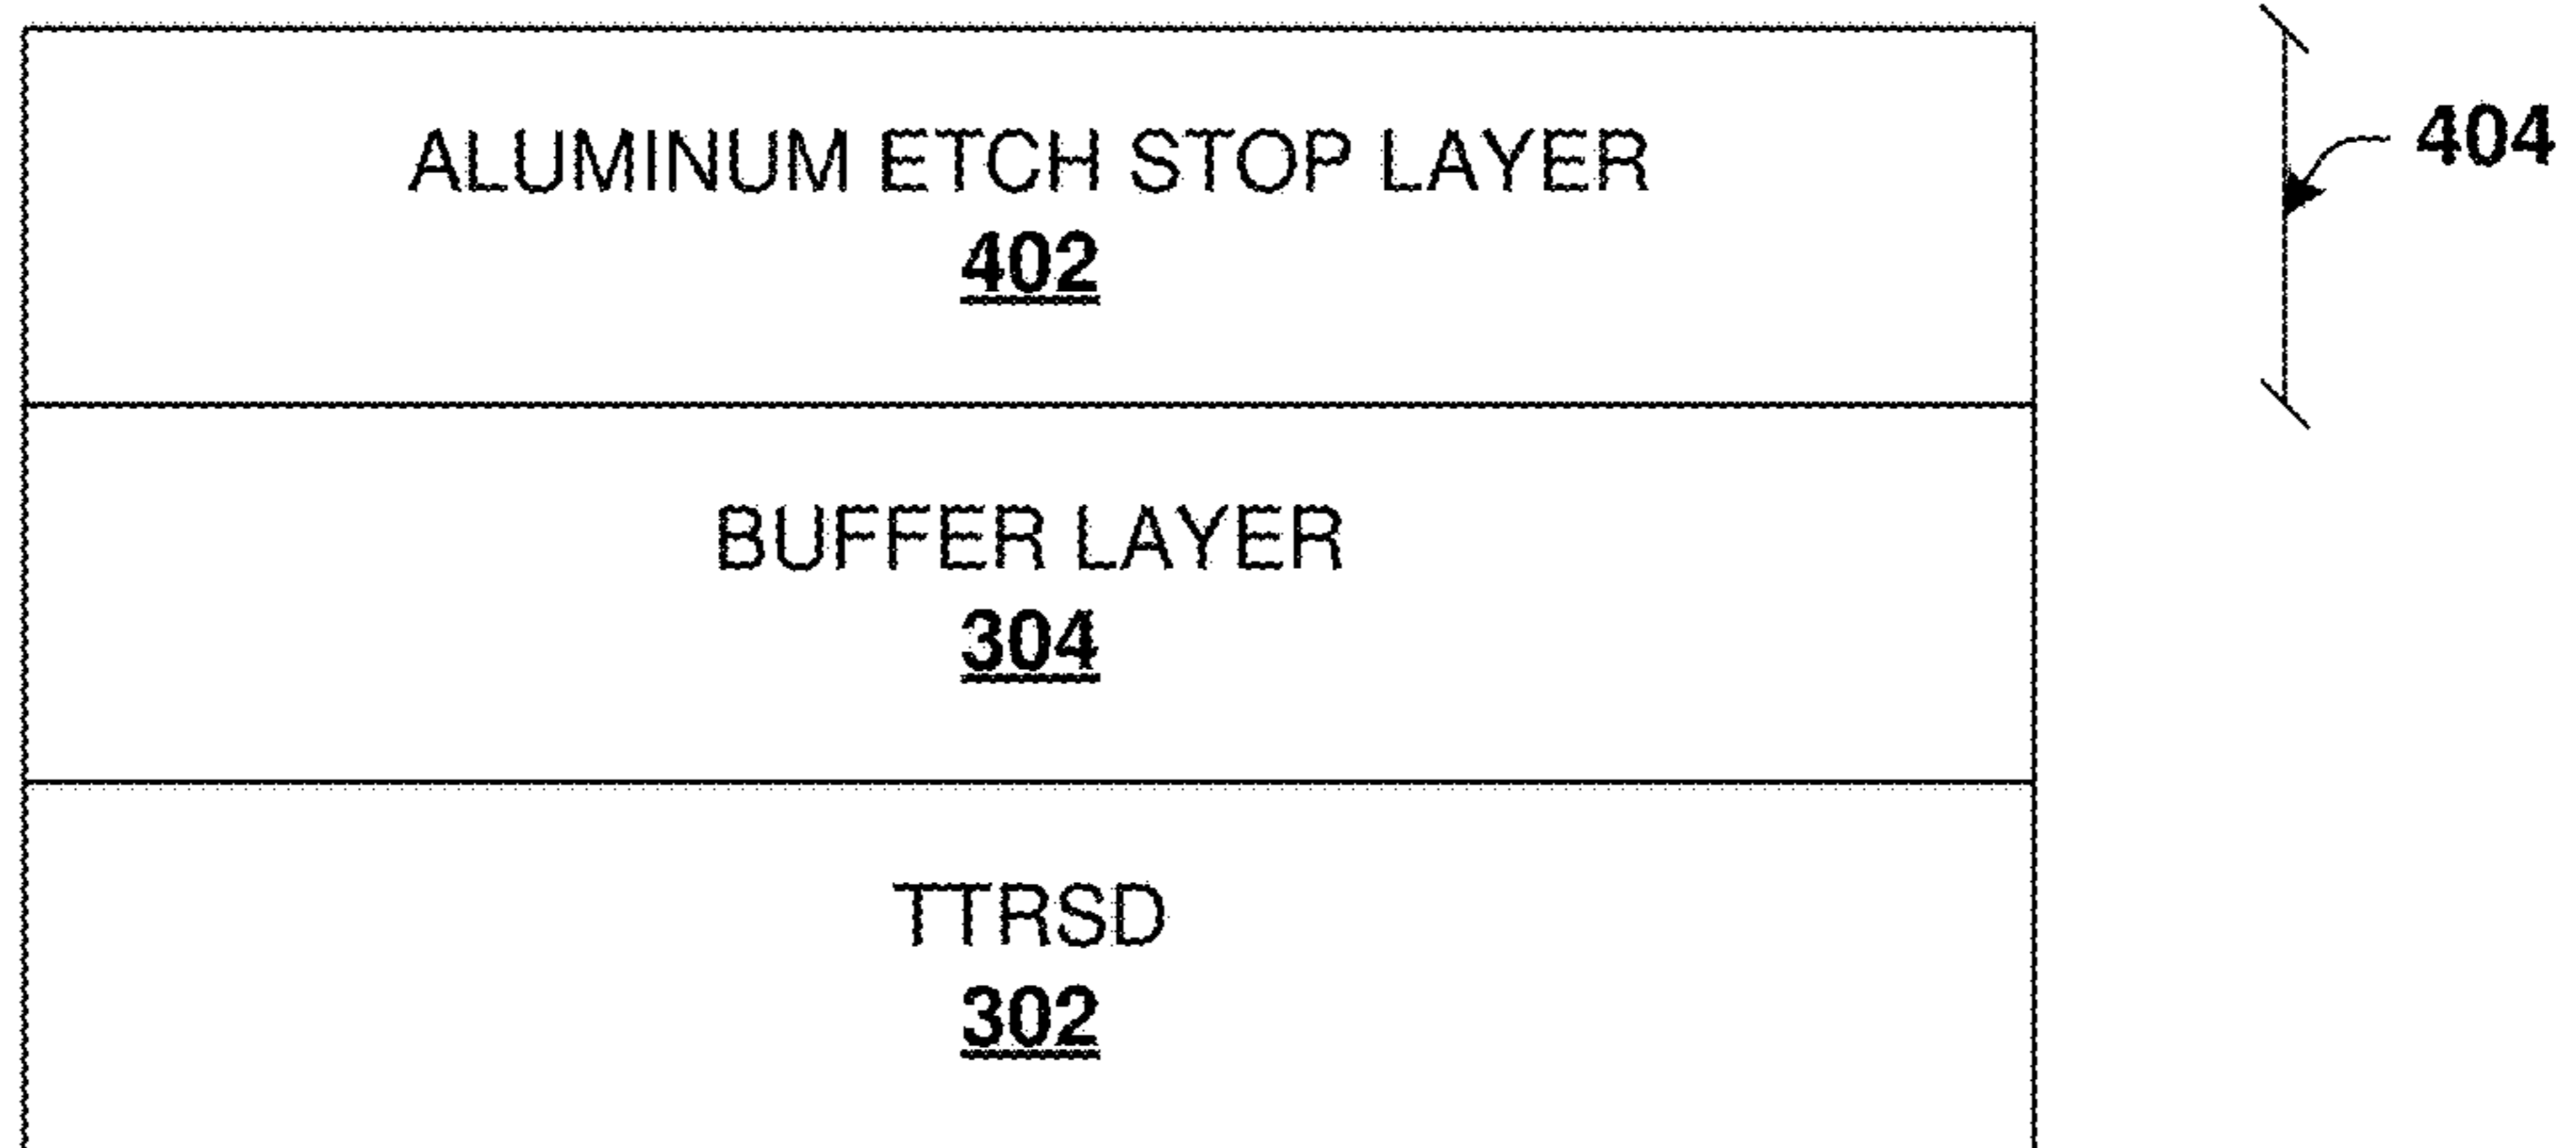 ALUMINUM ETCH STOP LAYER
402
404
BUFFER LAYER
304
TTRSD
302